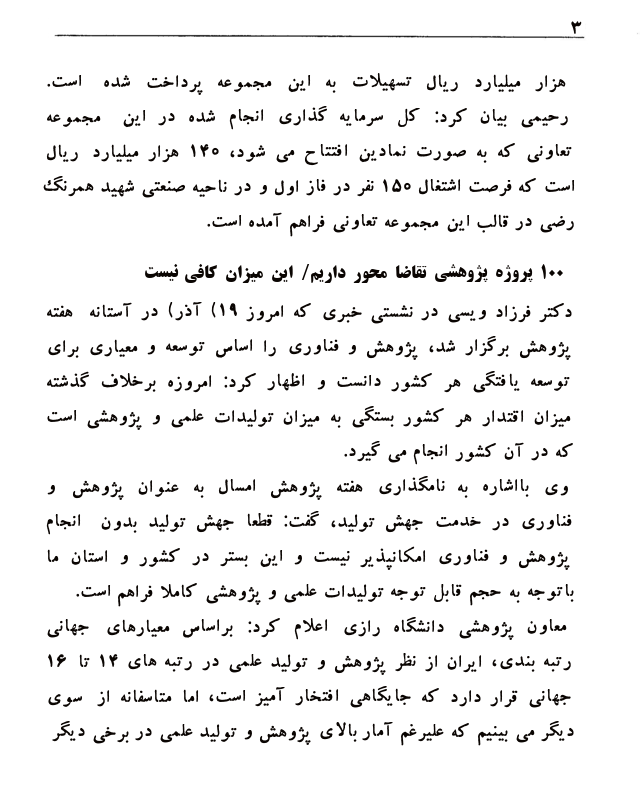 ۳
هزار میلیارد ریال تسهیلات به این مجموعه پرداخت شده است.
رحیمی بیان کرد: کل سرمایه گذاری انجام شده در این مجموعه
تعاونی که به صورت نمادین افتتاح می شود، ۱۴۰ هزار میلیارد ریال
است که فرصت اشتغال ۱۵۰ نفر در فاز اول و در ناحیه صنعتی شهید همرنگ
رضی در قالب این مجموعه تعاونی فراهم آمده است.
۱۰۰ پروژه پژوهشی تقاضا محور داریم/ این میزان کافی نیست
دکتر فرزاد ویسی در نشستی خبری که امروز ۱۹) آذر) در آستانه هفته
پژوهش برگزار شد، پژوهش و فناوری را اساس توسعه و معیاری برای
توسعه یافتگی هر کشور دانست و اظهار کرد: امروزه برخلاف گذشته
میزان اقتدار هر کشور بستگی به میزان تولیدات علمی و پژوهشی است
که در آن کشور انجام می گیرد.
وی بااشاره به نامگذاری هفته پژوهش امسال به عنوان پژوهش و
فناوری در خدمت جهش تولید، گفت: قطعا جهش تولید بدون انجام
پژوهش و فناوری امکانپذیر نیست و این بستر در کشور و استان ما
باتوجه به حجم قابل توجه تولیدات علمی و پژوهشی کاملا فراهم است.
معاون پژوهشی دانشگاه رازی اعلام کرد: براساس معیارهای جهانی
رتبه بندی، ایران از نظر پژوهش و تولید علمی در رتبه های ۱۴ تا ۱۶
جهانی قرار دارد که جایگاهی افتخار آمیز است، اما متاسفانه از سوی
دیگر می بینیم که علیرغم آمار بالای پژوهش و تولید علمی در برخی دیگر